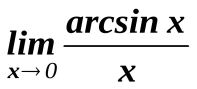 lim arcsin x / x
x→0